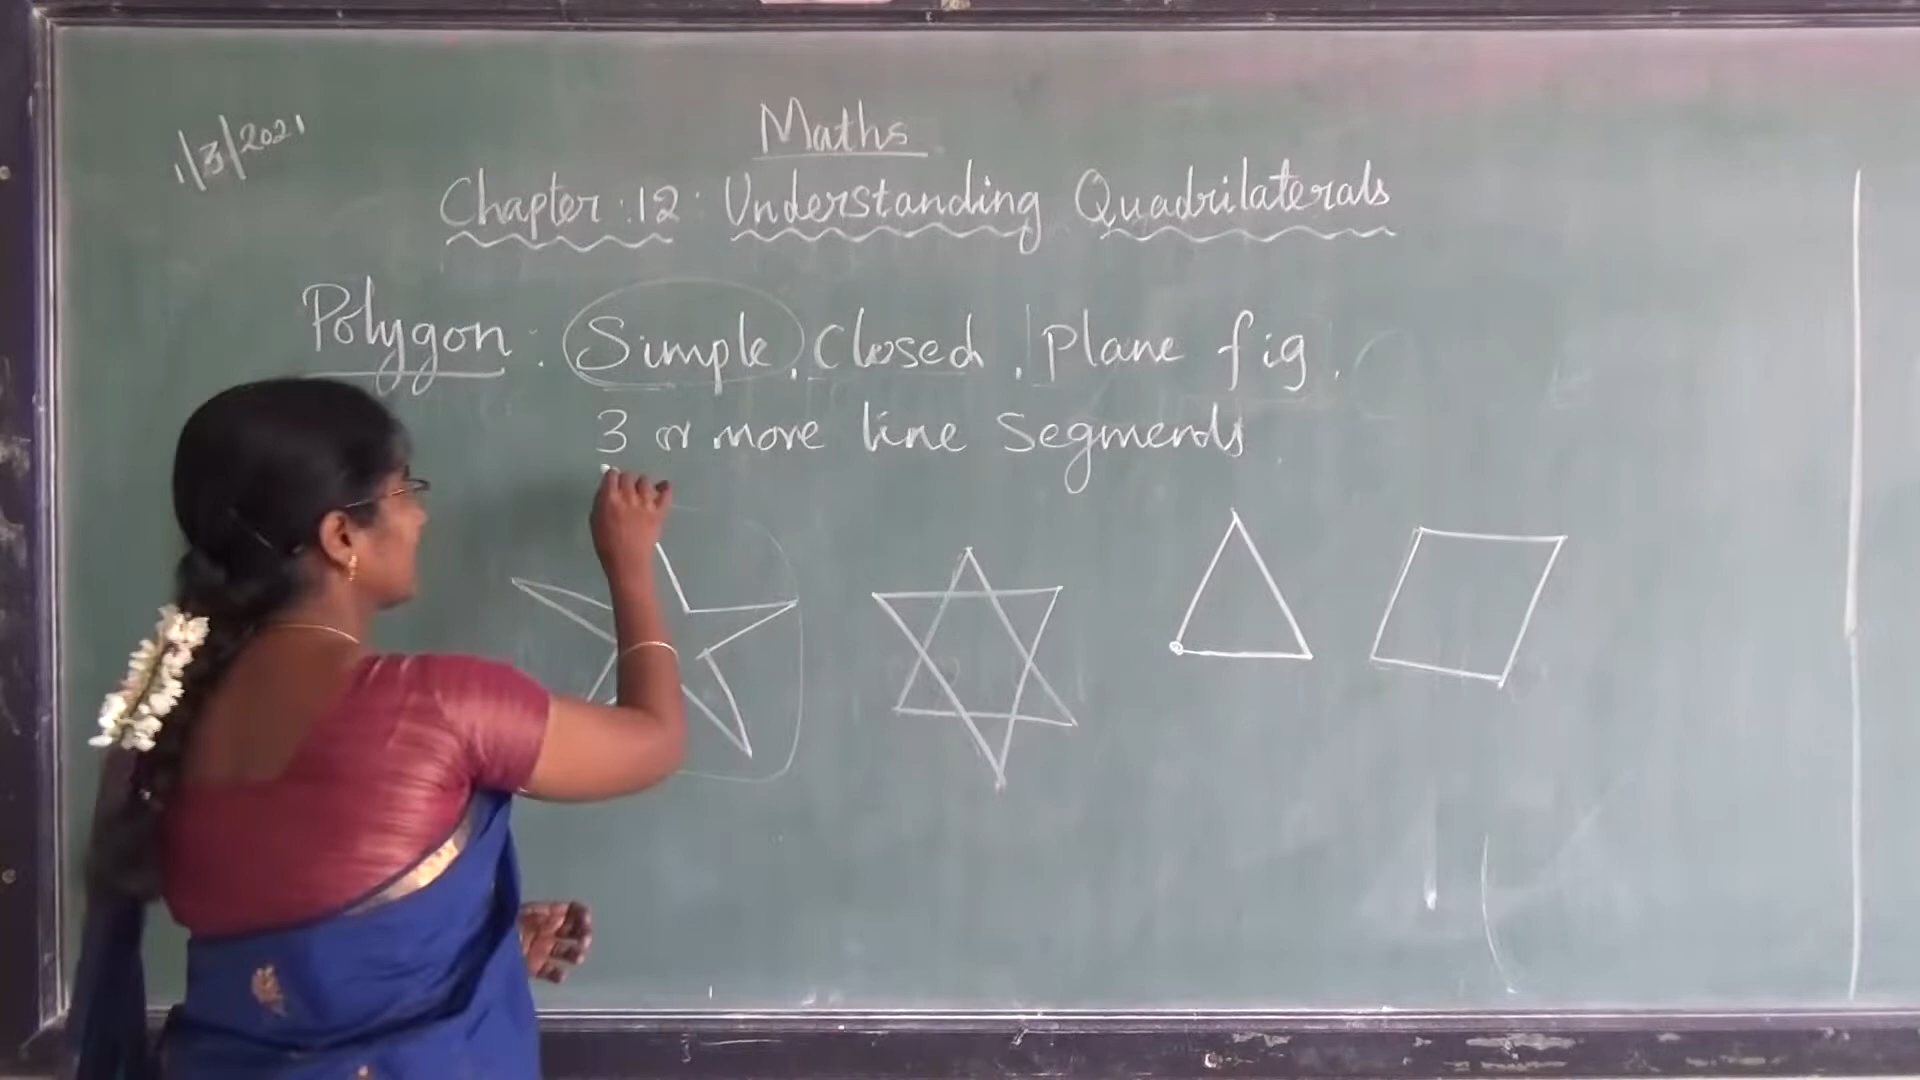 1/3/2021
Maths
Chapter : 12 : Understanding Quadrilaterals
Polygon : Simple, Closed, Plane fig.
3 or more line Segments